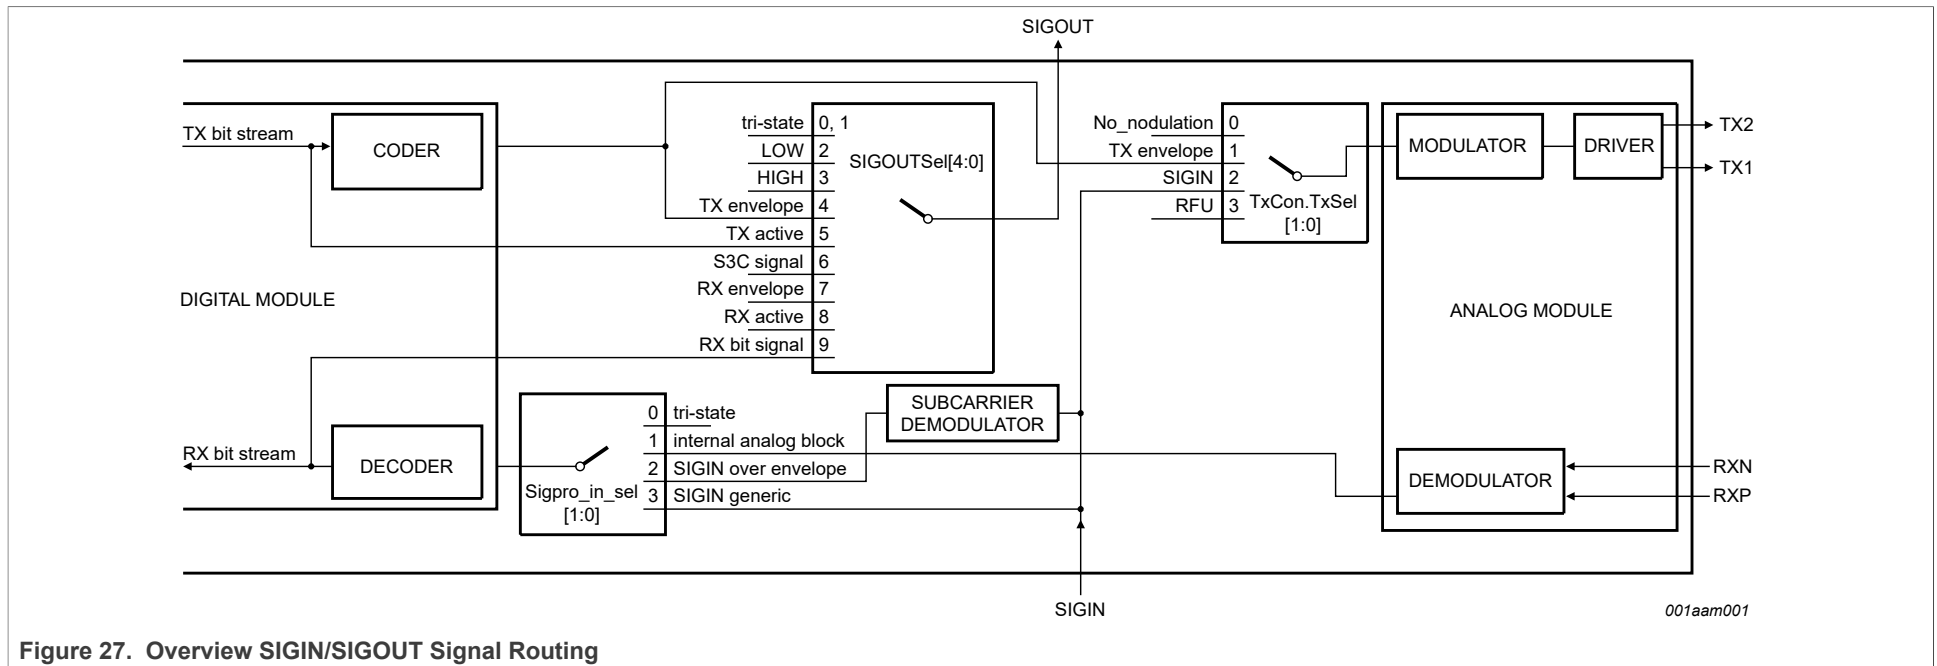 SIGOUT
TX bit stream
CODER
tri-state 0, 1
LOW 2
HIGH 3
TX envelope 4
TX active 5
S3C signal 6
RX envelope 7
RX active 8
RX bit signal 9
SIGOUTSel[4:0]
No_nodulation 0
TX envelope 1
SIGIN 2
RFU 3
TxCon.TxSel
[1:0]
MODULATOR
DRIVER
TX2
TX1
DIGITAL MODULE
ANALOG MODULE
SUBCARRIER
DEMODULATOR
RX bit stream
DECODER
0 tri-state
1 internal analog block
2 SIGIN over envelope
3 SIGIN generic
Sigpro_in_sel
[1:0]
DEMODULATOR
RXN
RXP
SIGIN
001aam001
Figure 27. Overview SIGIN/SIGOUT Signal Routing